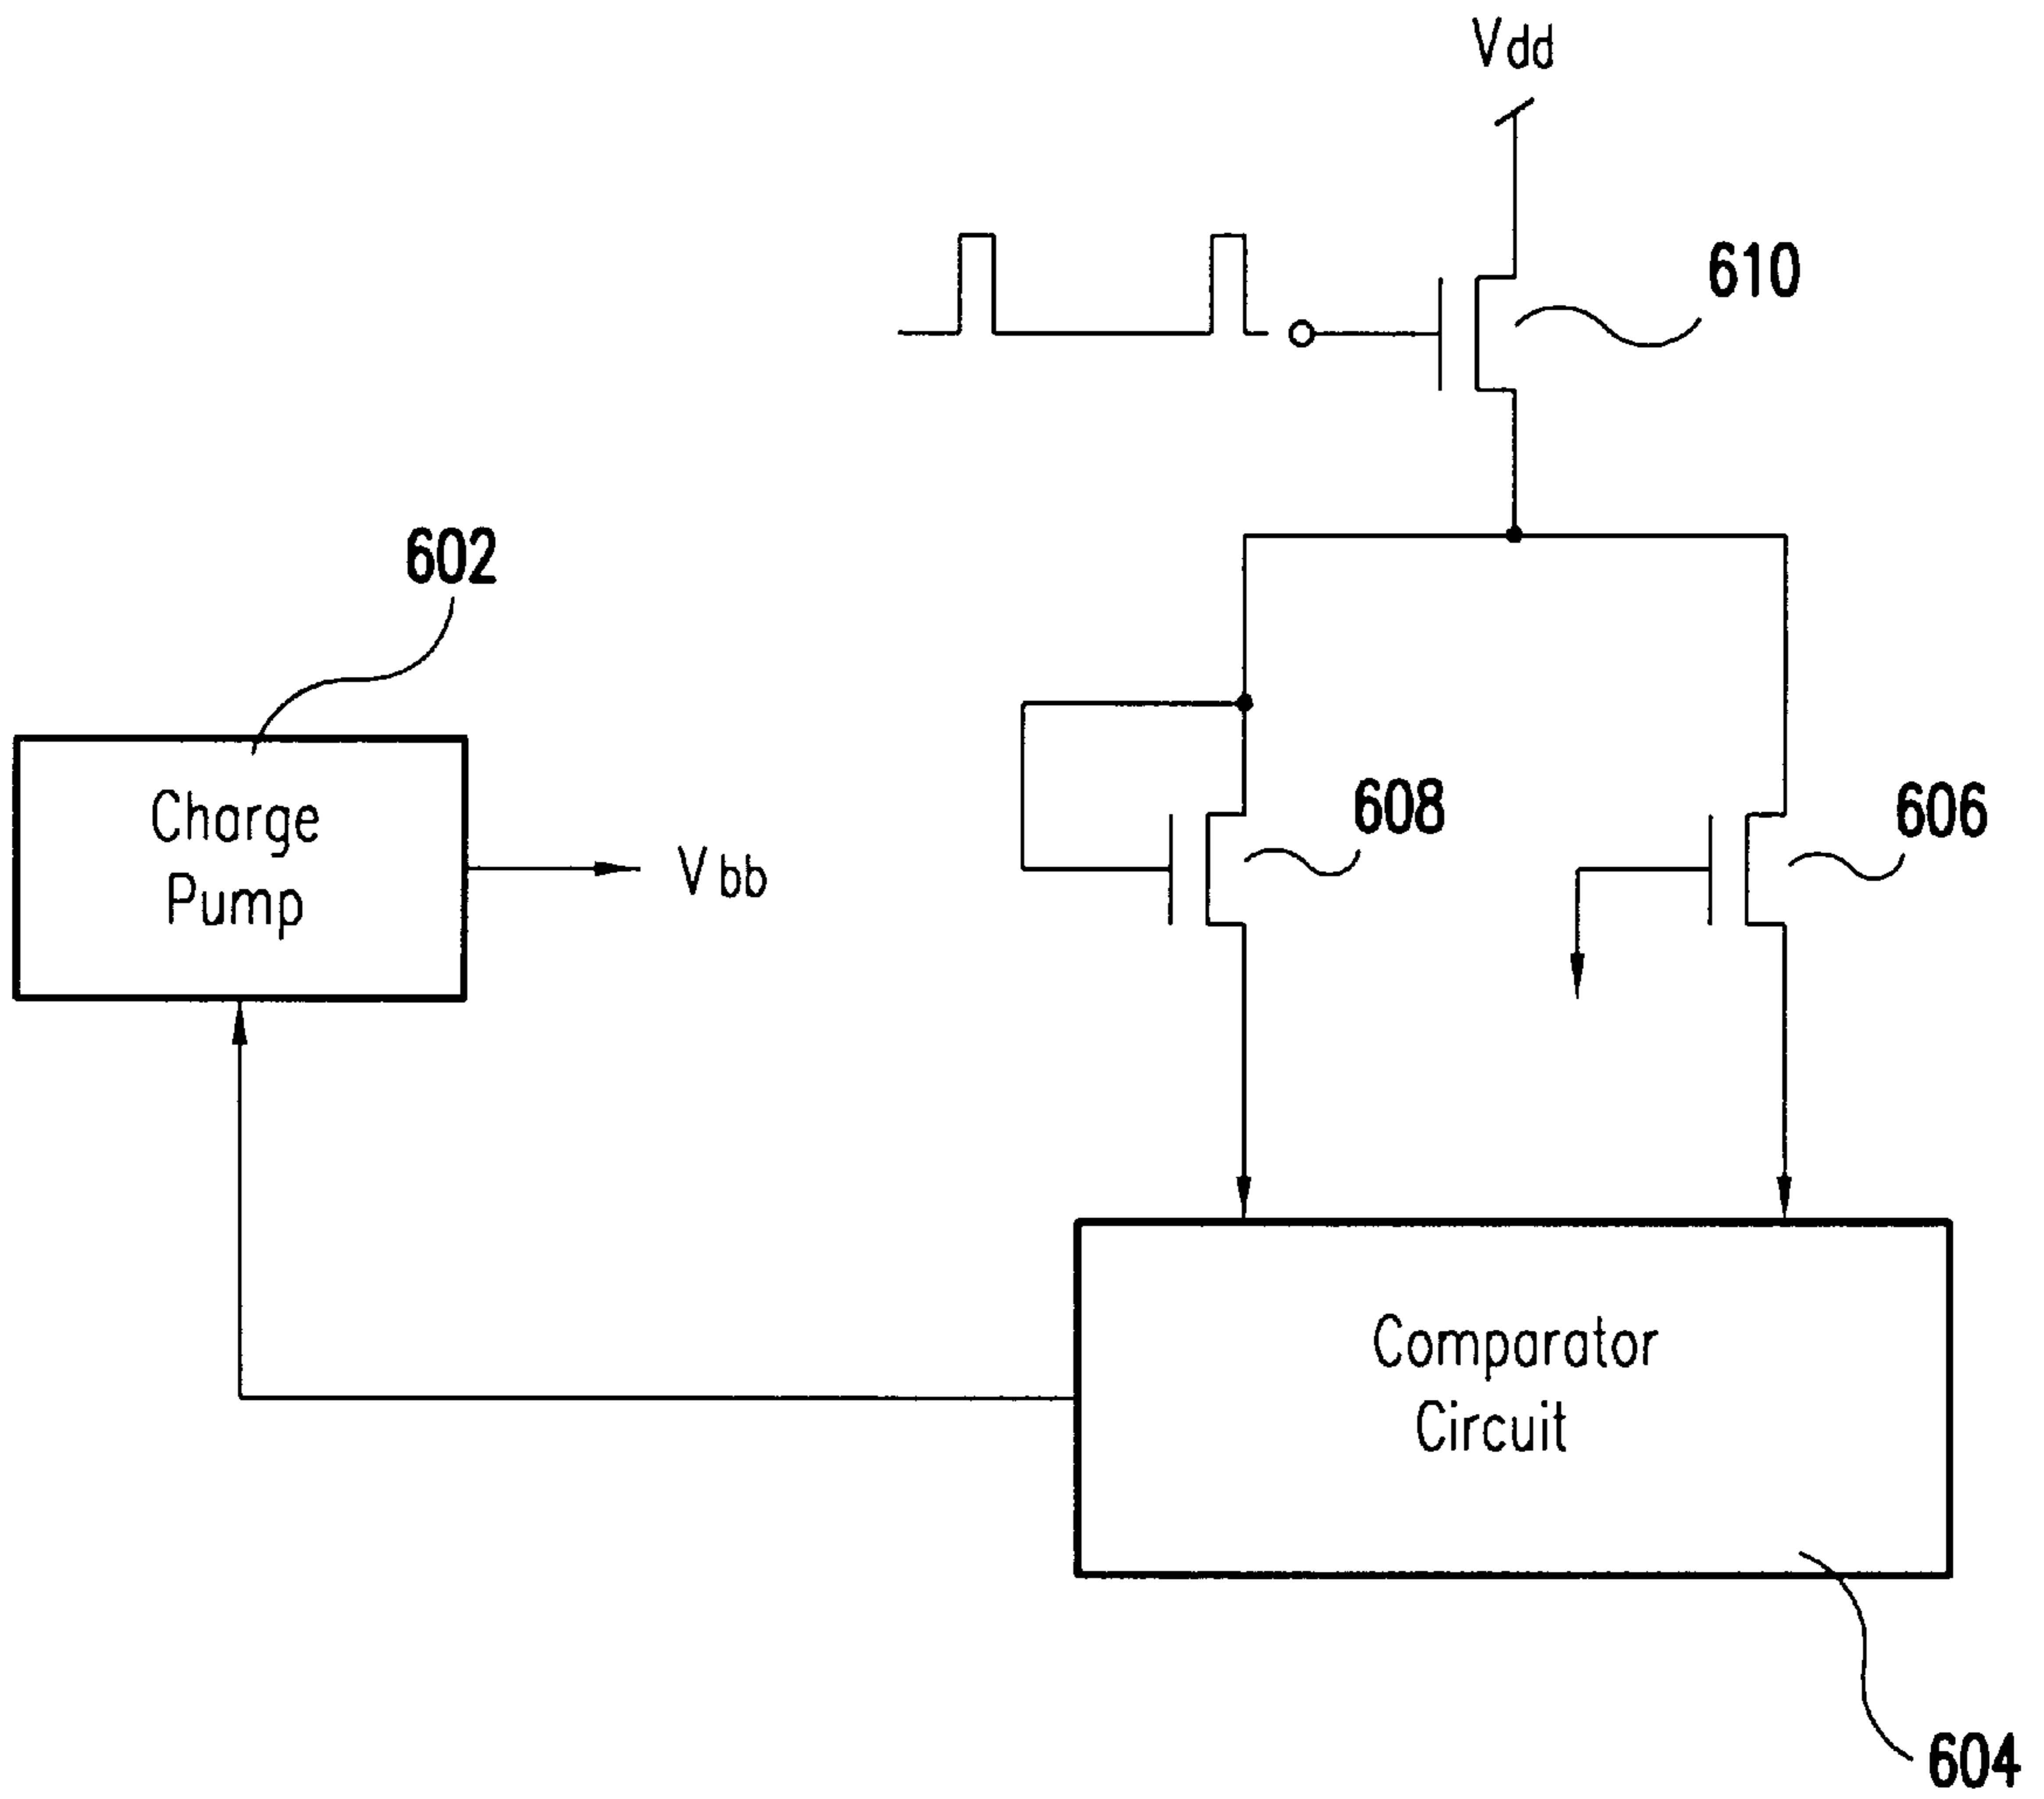 Vdd
610
602
Charge
Pump
Vbb
608
606
Comparator
Circuit
604